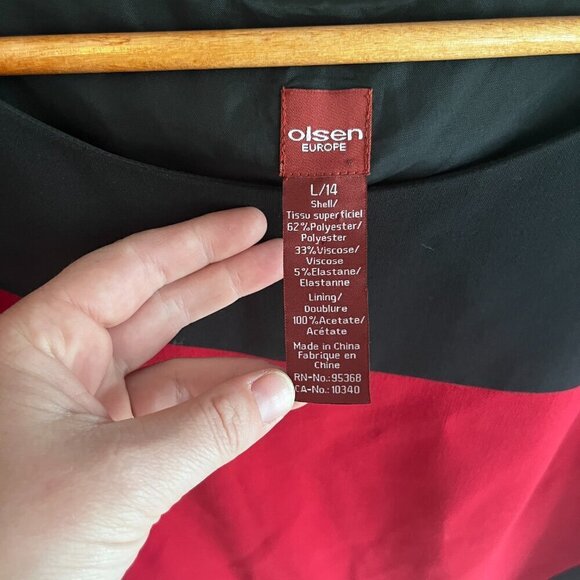 olsen
EUROPE
L/14
Shell/
Tissu superficiel
62%Polyester/
Polyester
33%Viscose/
Viscose
5%Elastane/
Elastanne
Lining/
Doublure
100%Acetate/
Acétate
Made in China
Fabrique en
Chine
RN-No.:95368
CA-No.: 10340